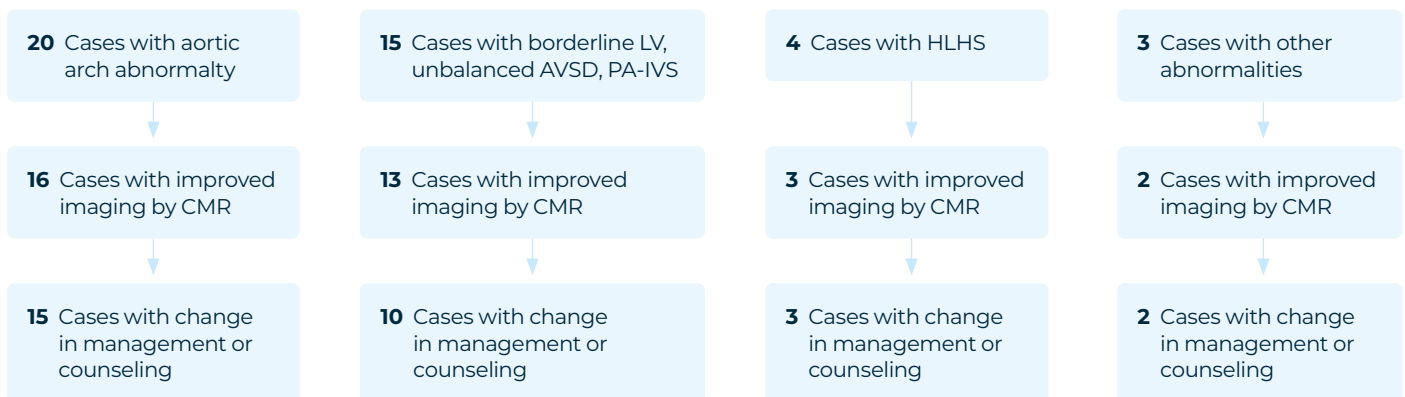 20 Cases with aortic
arch abnormalty
15 Cases with borderline LV,
unbalanced AVSD, PA-IVS
4 Cases with HLHS
3 Cases with other
abnormalities
16 Cases with improved
imaging by CMR
13 Cases with improved
imaging by CMR
3 Cases with improved
imaging by CMR
2 Cases with improved
imaging by CMR
15 Cases with change
in management or
counseling
10 Cases with change
in management or
counseling
3 Cases with change
in management or
counseling
2 Cases with change
in management or
counseling